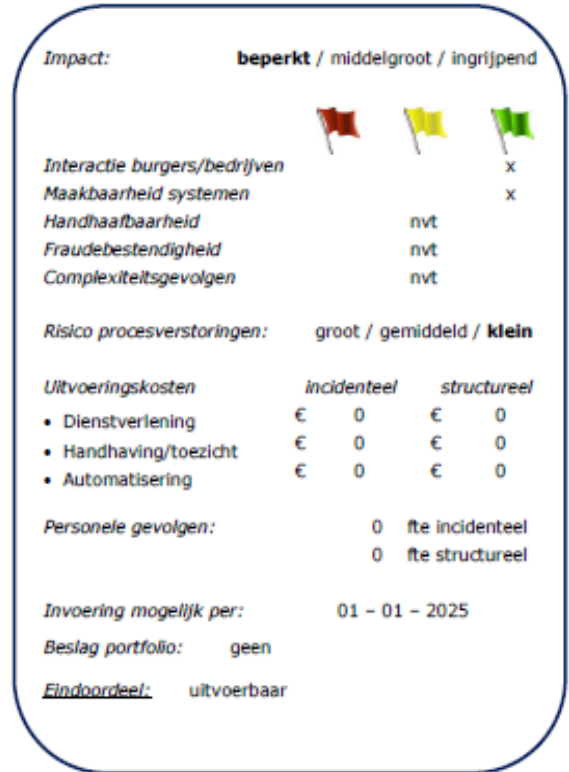 Impact: beperkt / middelgroot / ingrijpend
Interactie burgers/bedrijven x
Maakbaarheid systemen x
Handhaafbaarheid nvt
Fraudebestendigheid nvt
Complexiteitsgevolgen nvt
Risico procesverstoringen: groot / gemiddeld / klein
Uitvoeringskosten incidenteel structureel
• Dienstverlening € 0 € 0
• Handhaving/toezicht € 0 € 0
• Automatisering € 0 € 0
Personele gevolgen: 0 fte incidenteel
0 fte structureel
Invoering mogelijk per: 01 – 01 – 2025
Beslag portfolio: geen
Eindoordeel: uitvoerbaar